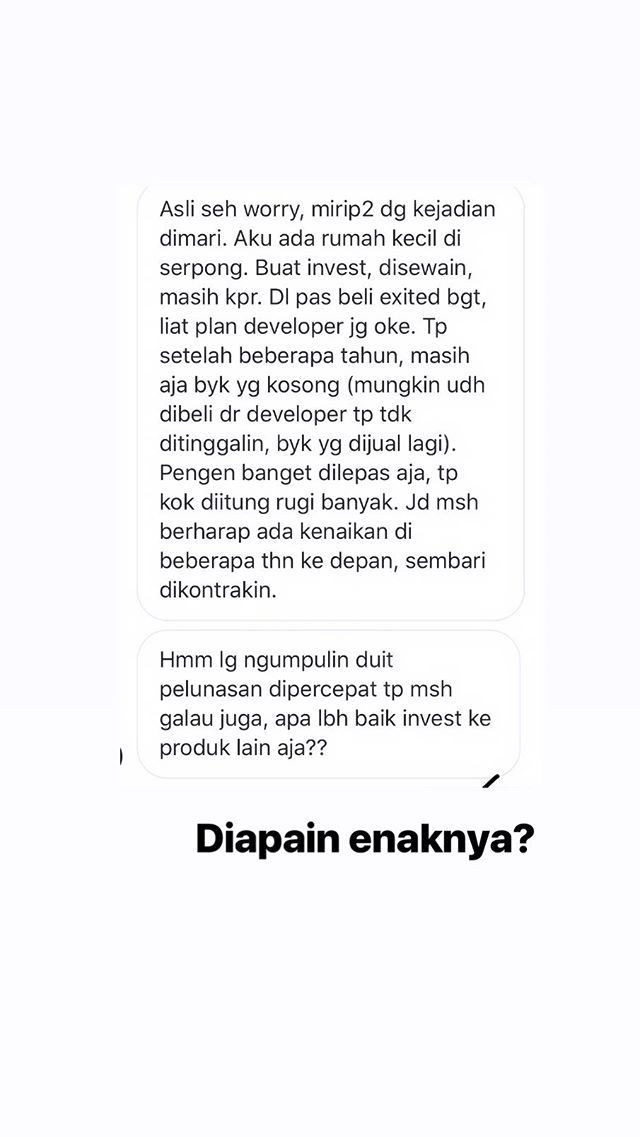 Asli seh worry, mirip2 dg kejadian
dimari. Aku ada rumah kecil di
serpong. Buat invest, disewain,
masih kpr. Dl pas beli exited bgt,
liat plan developer jg oke. Tp
setelah beberapa tahun, masih
aja byk yg kosong (mungkin udh
dibeli dr developer tp tdk
ditinggalin, byk yg dijual lagi).
Pengen banget dilepas aja, tp
kok diitung rugi banyak. Jd msh
berharap ada kenaikan di
beberapa thn ke depan, sembari
dikontrakin.
Hmm lg ngumpulin duit
pelunasan dipercepat tp msh
galau juga, apa lbh baik invest ke
produk lain aja??
Diapain enaknya?